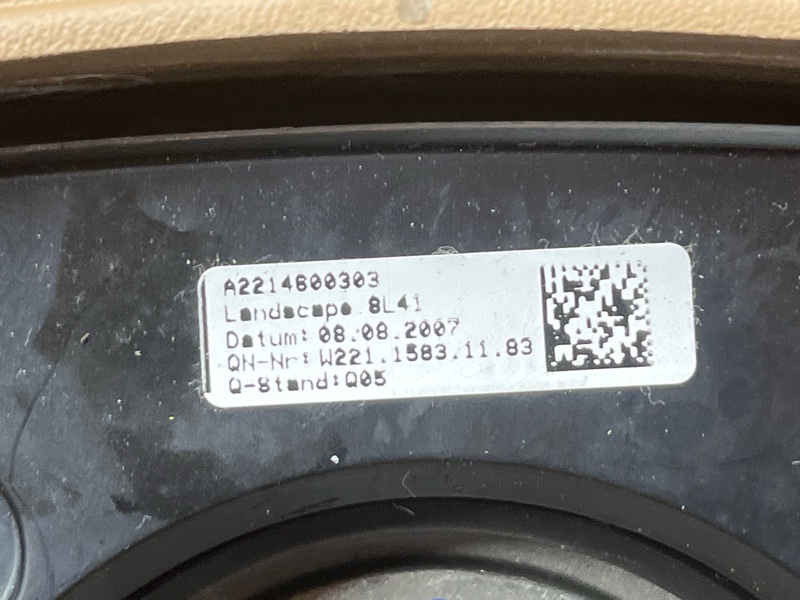 A2214600303
Landscape 8L41
Datum: 08.08.2007
QN-Nr: W221.1583.11.83
Q-Stand:Q05